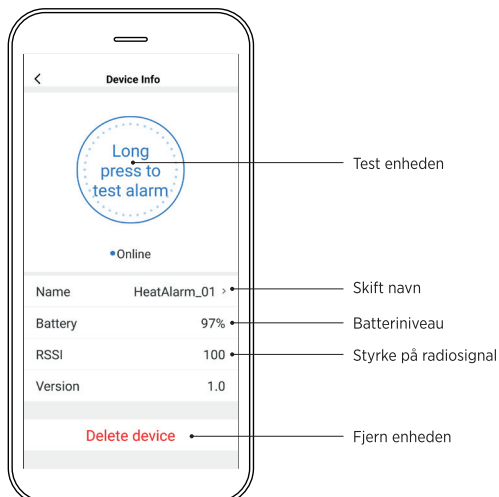 Device Info
Long
press to
test alarm
Test enheden
Online
Name HeatAlarm_01 Skift navn
Battery 97% Batteriniveau
RSSI 100 Styrke på radiosignal
Version 1.0
Delete device Fjern enheden